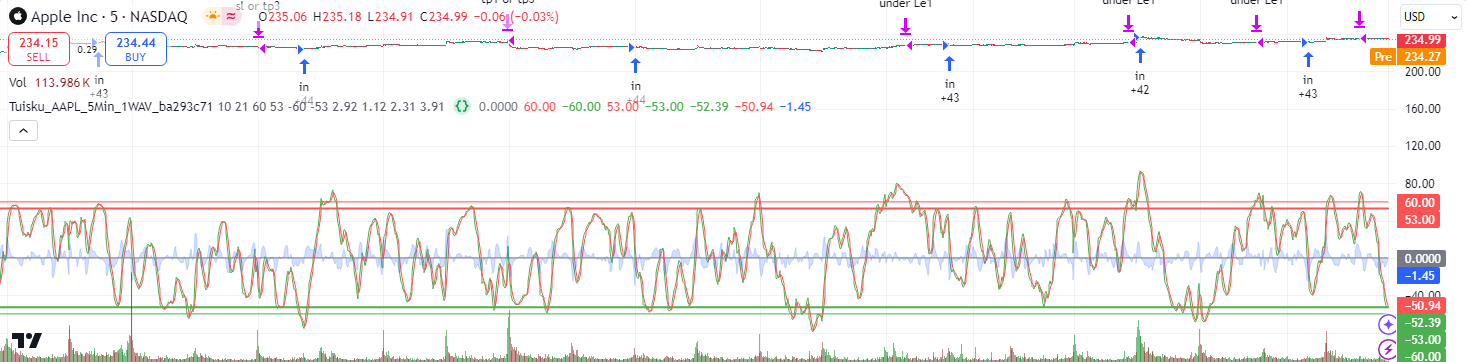 Apple Inc · 5 · NASDAQ O235.06 H235.18 L234.91 C234.99 −0.06 (−0.03%)
sl or tp3
tp1 or tp3
under Le1
under Le1
under Le1
USD
234.15
SELL
0.29
234.44
BUY
234.99
Pre 234.27
Vol 113.986 K
in
+43
in
+44
in
+44
in
+43
in
+42
in
+43
Tuisku_AAPL_5Min_1WAV_ba293c71 10 21 60 53 -60 -53 2.92 1.12 2.31 3.91 {} 0.0000 60.00 −60.00 53.00 −53.00 −52.39 −50.94 −1.45
200.00
160.00
120.00
80.00
60.00
53.00
0.0000
−1.45
−40.00
−50.94
−52.39
−53.00
−60.00